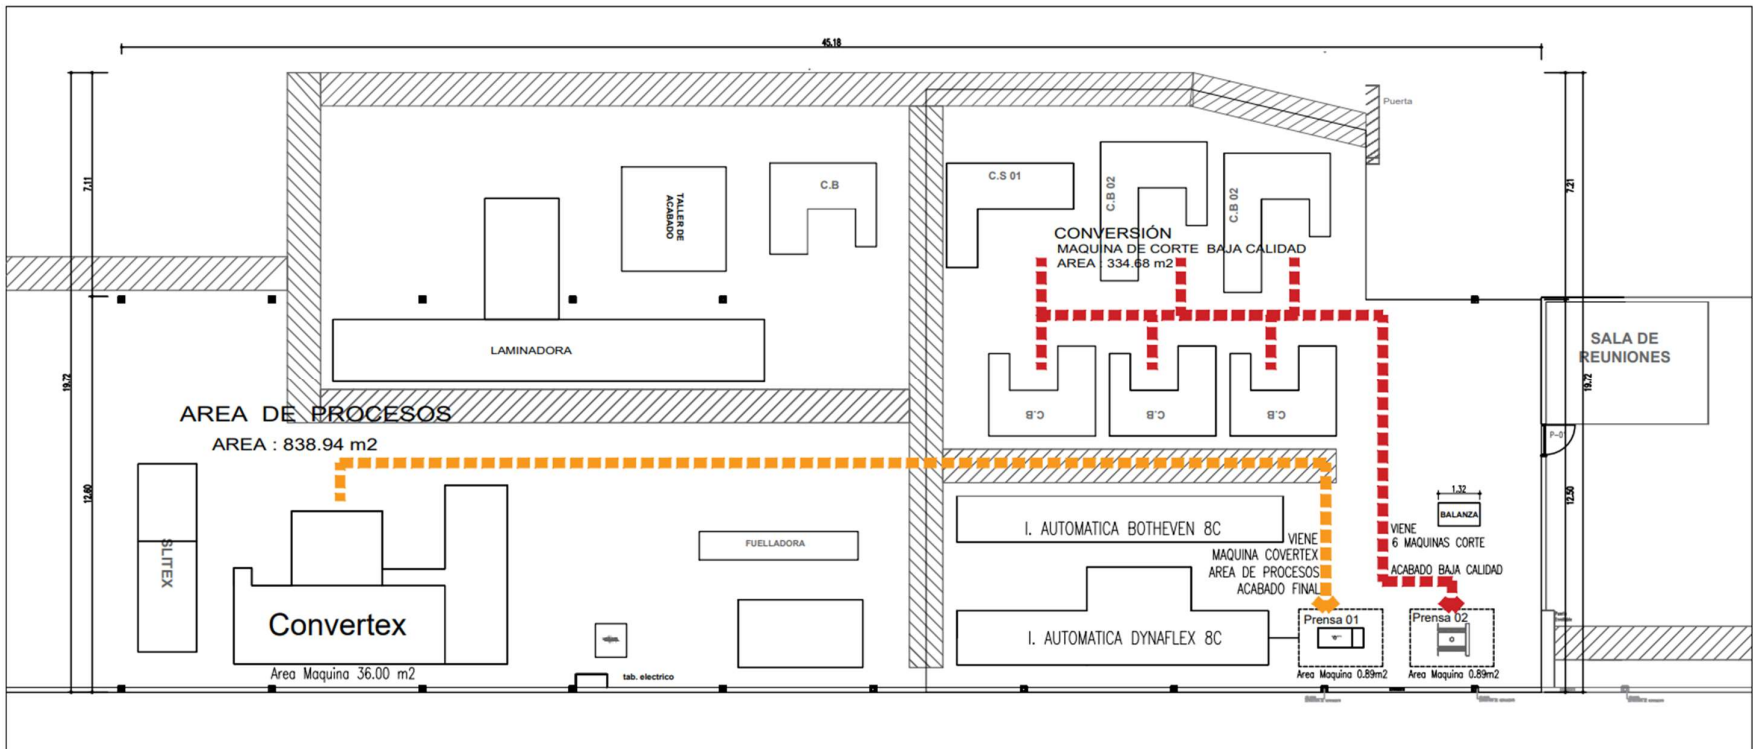 45.18
Puerta
7.11
7.21
C.B
C.S 01
C.B 02
C.B 02
TALLER DE
ACABADO
CONVERSIÓN
MAQUINA DE CORTE BAJA CALIDAD
AREA : 334.68 m2
LAMINADORA
SALA DE
REUNIONES
19.72
19.72
AREA DE PROCESOS
AREA : 838.94 m2
C.B
C.B
C.B
P-01
12.60
12.50
1.32
BALANZA
SLITEX
I. AUTOMATICA BOTHEVEN 8C
FUELLADORA
VIENE
MAQUINA COVERTEX
AREA DE PROCESOS
ACABADO FINAL
VIENE
6 MAQUINAS CORTE
ACABADO BAJA CALIDAD
Convertex
Area Maquina 36.00 m2
tab. electrico
I. AUTOMATICA DYNAFLEX 8C
Prensa 01
Prensa 02
Area Maquina 0.89m2
Area Maquina 0.89m2